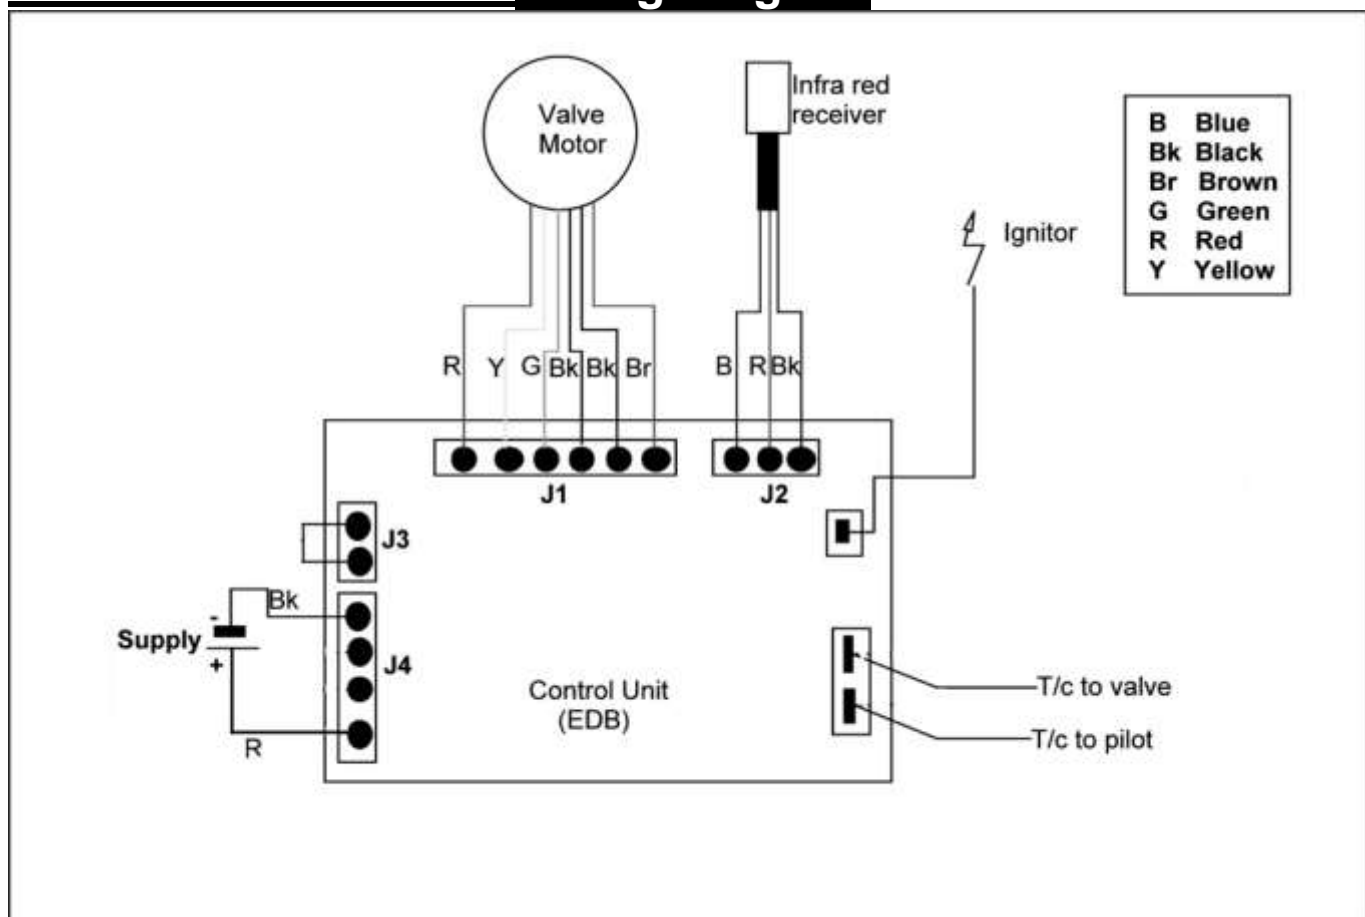 Valve
Motor
Infra red
receiver
B Blue
Bk Black
Br Brown
G Green
R Red
Y Yellow
Ignitor
R Y G Bk Bk Br
B R Bk
J1
J2
J3
Bk
-
Supply
+
J4
R
Control Unit
(EDB)
T/c to valve
T/c to pilot